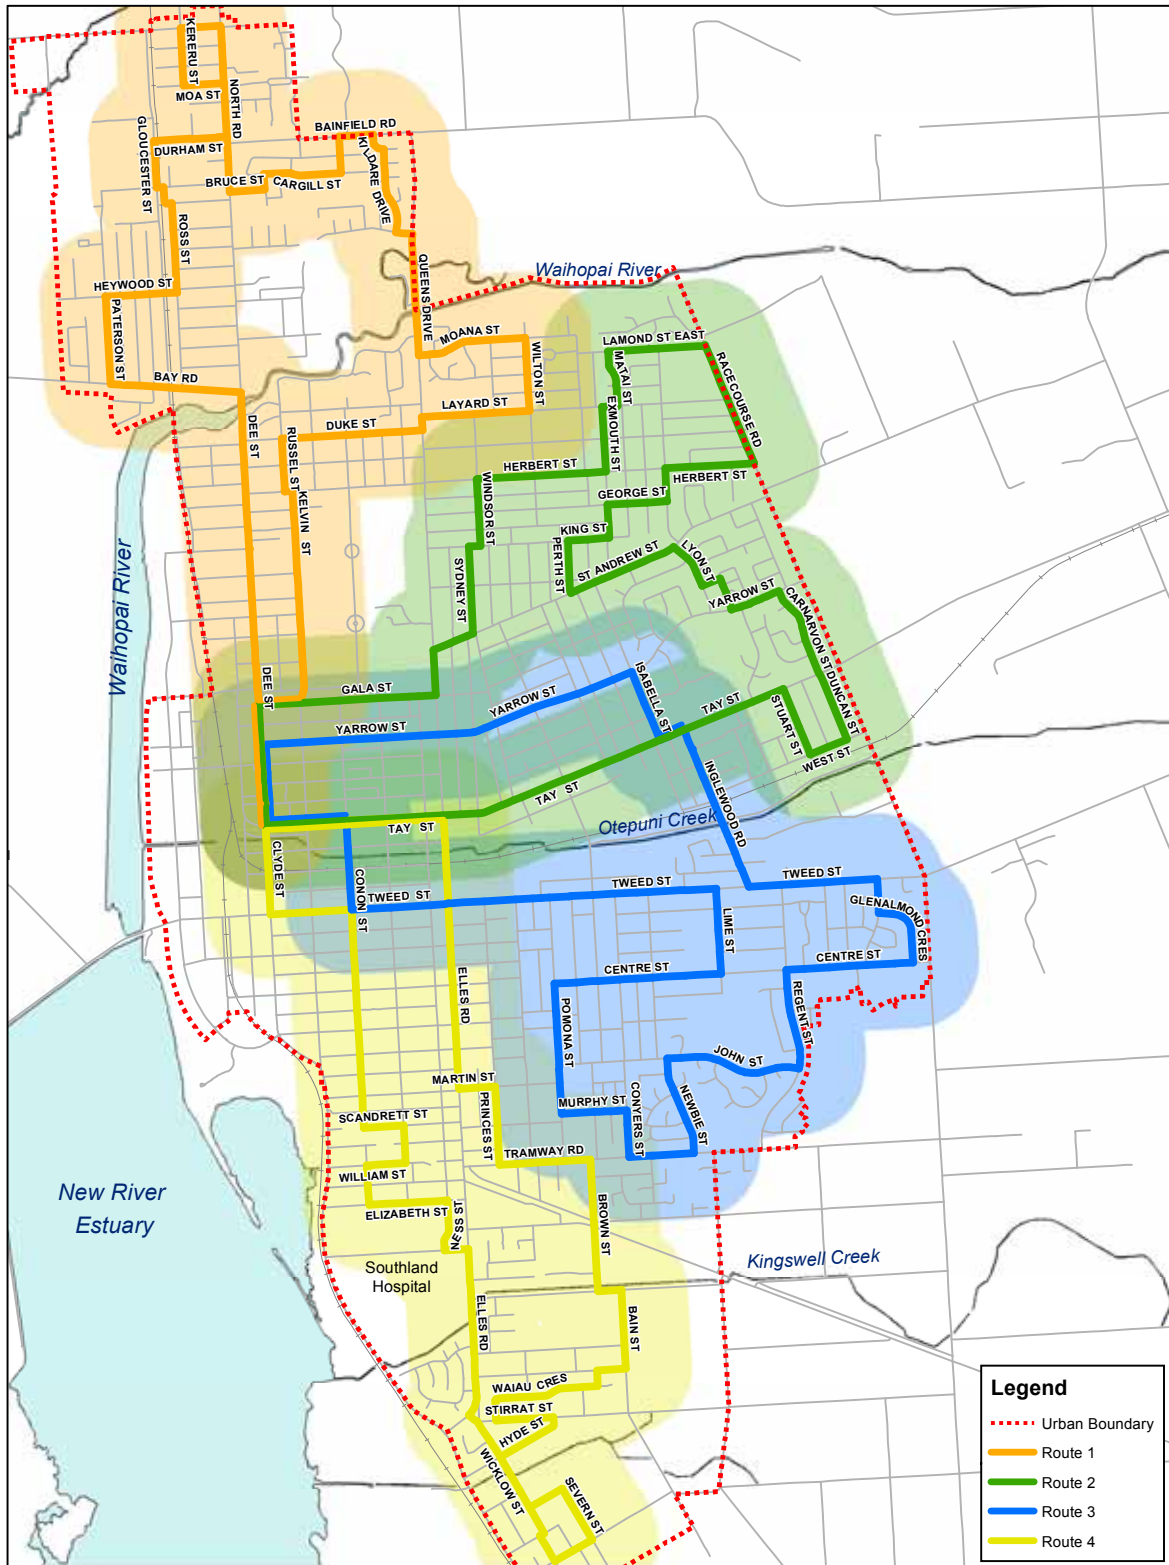 KERERU ST
MOA ST
NORTH RD
GLOUCESTER ST
DURHAM ST
BAINFIELD RD
KILDARE DRIVE
BRUCE ST
CARGILL ST
ROSS ST
QUEENS DRIVE
Waihopai River
HEYWOOD ST
PATERSON ST
MOANA ST
LAMOND ST EAST
MATAI ST
WILTON ST
RACECOURSE RD
BAY RD
DEE ST
DUKE ST
LAYARD ST
EXMOUTH ST
RUSSEL ST
HERBERT ST
HERBERT ST
WINDSOR ST
GEORGE ST
KELVIN ST
KING ST
PERTH ST
SYDNEY ST
ST ANDREW ST
LYON ST
YARROW ST
CARNARVON ST
DUNCAN ST
Waihopai River
DEE ST
GALA ST
ISABELLA ST
YARROW ST
YARROW ST
TAY ST
STUART ST
WEST ST
INGLEWOOD RD
TAY ST
Otepuni Creek
TAY ST
CLYDE ST
CONON ST
TWEED ST
TWEED ST
TWEED ST
GLENALMOND CRES
LIME ST
CENTRE ST
CENTRE ST
ELLES RD
REGENT ST
POMONA ST
JOHN ST
MARTIN ST
PRINCES ST
SCANDRETT ST
MURPHY ST
CONYERS ST
NEWBIE ST
TRAMWAY RD
WILLIAM ST
New River
Estuary
ELIZABETH ST
NESS ST
BROWN ST
Southland
Hospital
Kingswell Creek
ELLES RD
BAIN ST
WAIAU CRES
STIRRAT ST
HYDE ST
WICKLOW ST
SEVERN ST
Legend
Urban Boundary
Route 1
Route 2
Route 3
Route 4